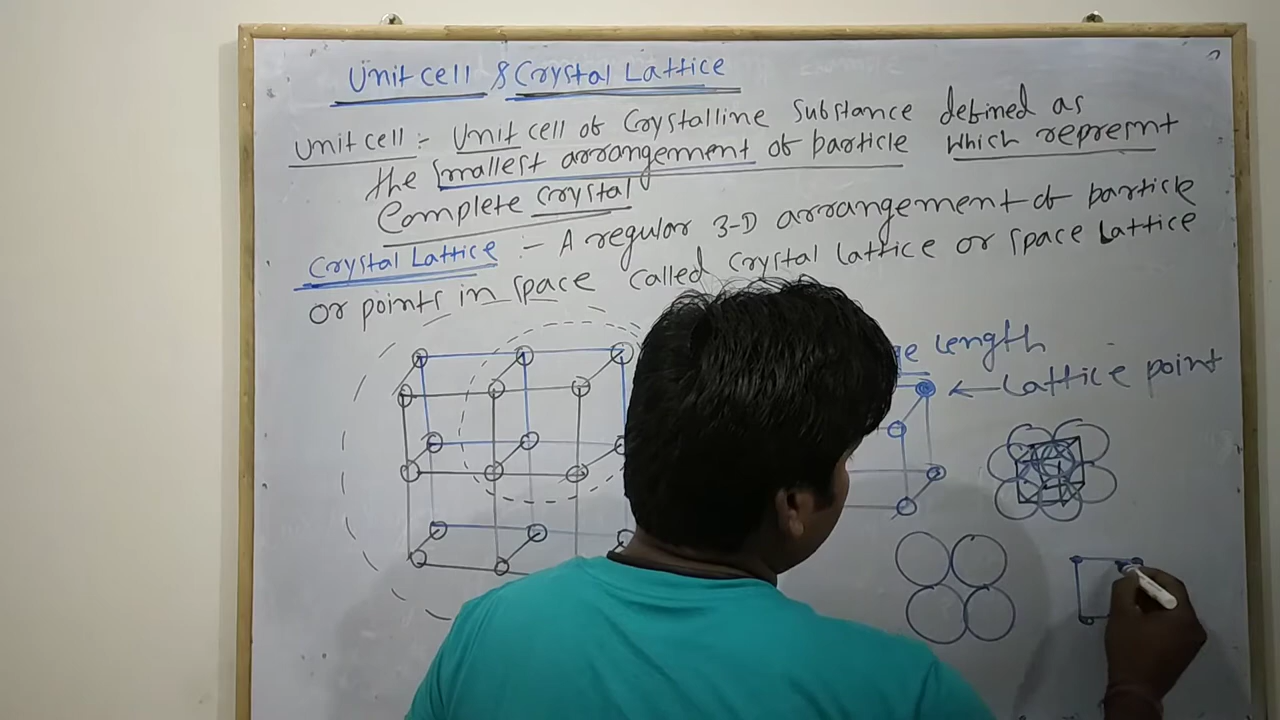 Unit cell & Crystal Lattice
Unit cell :- Unit cell of Crystalline Substance defined as
the smallest arrangement of particle which represnt
Complete crystal
Crystal Lattice :- A regular 3-D arrangement of particle
or points in space called Crystal lattice or space Lattice
ge length
← Lattice point